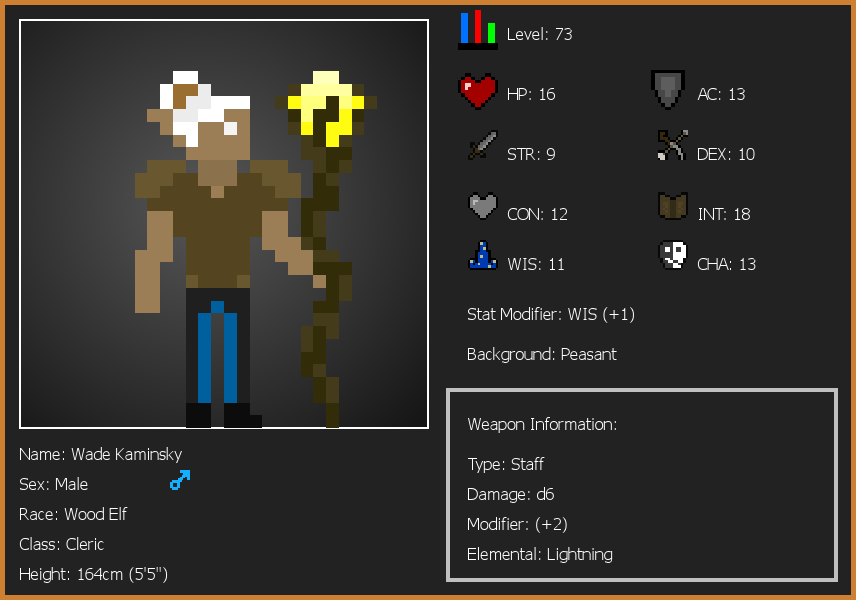 Level: 73
HP: 16
AC: 13
STR: 9
DEX: 10
CON: 12
INT: 18
WIS: 11
CHA: 13
Stat Modifier: WIS (+1)
Background: Peasant
Weapon Information:
Type: Staff
Damage: d6
Modifier: (+2)
Elemental: Lightning
Name: Wade Kaminsky
Sex: Male
Race: Wood Elf
Class: Cleric
Height: 164cm (5'5")